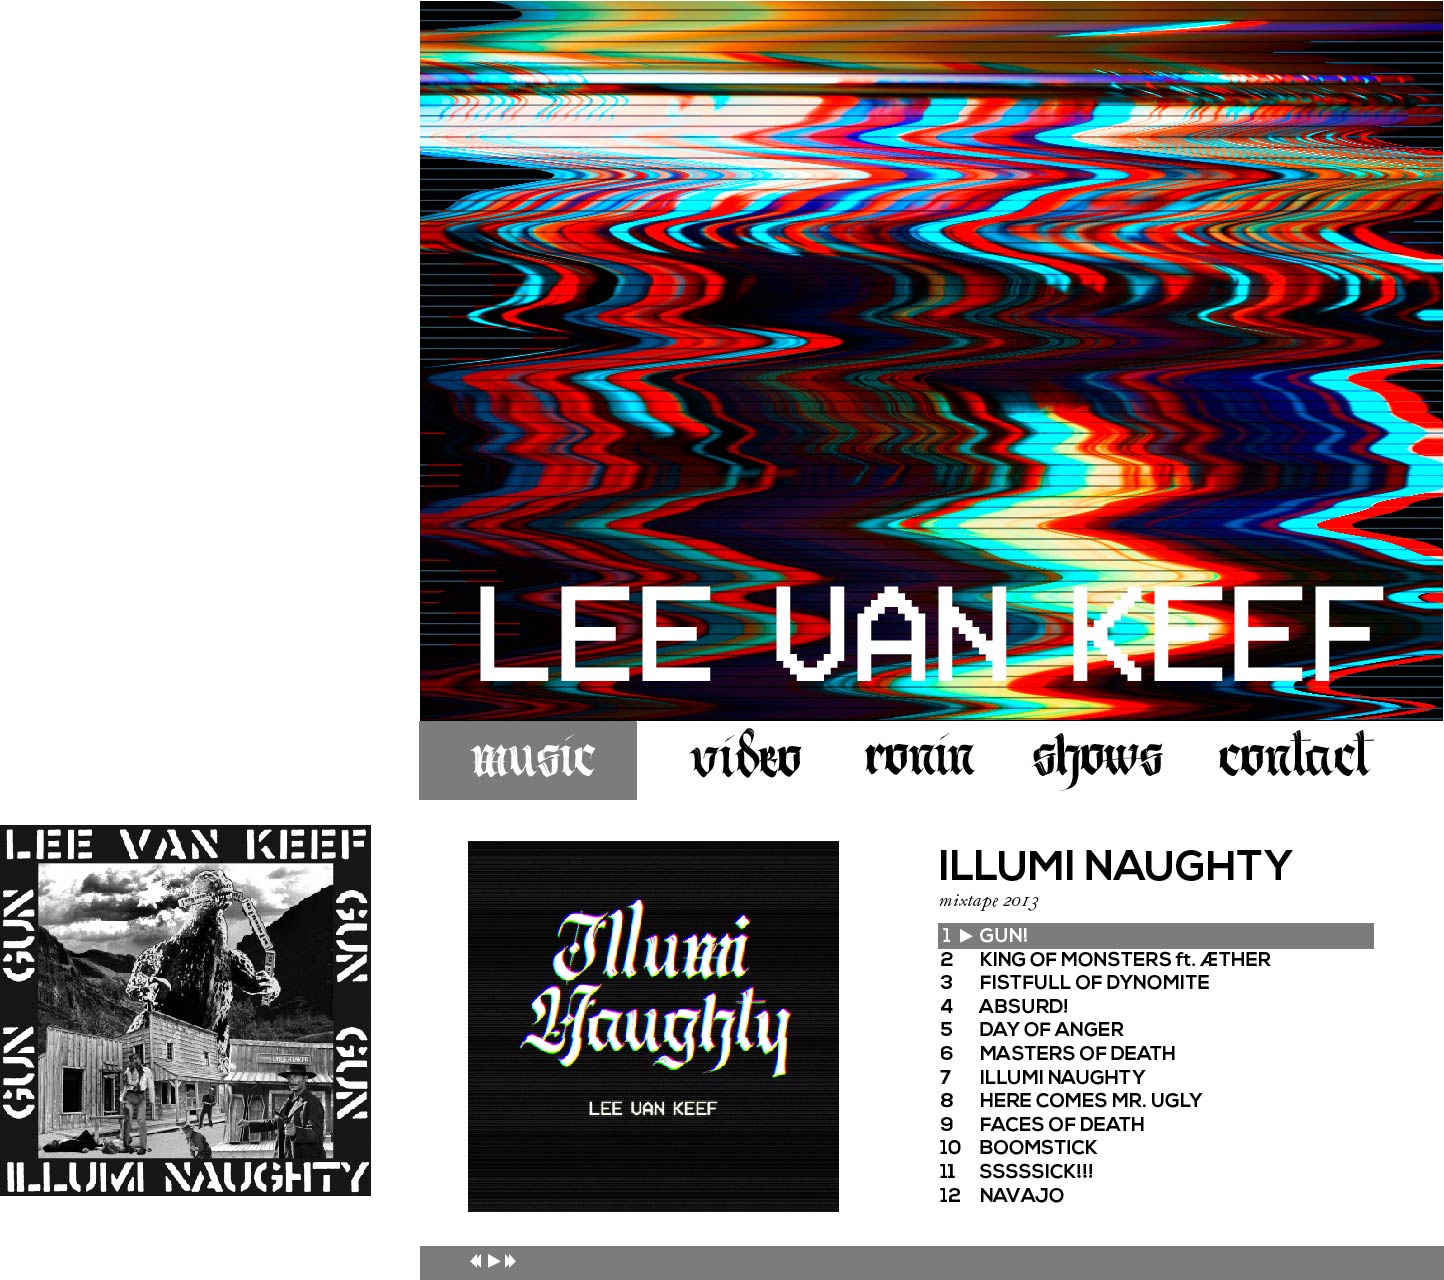 LEE VAN KEEF
music video ronin shows contact
LEE VAN KEEF
GUN GUN
GUN GUN
UNDERTAKER
ILLUMI NAUGHTY
Illumi
Naughty
LEE VAN KEEF
ILLUMI NAUGHTY
mixtape 2013
1 GUN!
2 KING OF MONSTERS ft. ÆTHER
3 FISTFULL OF DYNOMITE
4 ABSURD!
5 DAY OF ANGER
6 MASTERS OF DEATH
7 ILLUMI NAUGHTY
8 HERE COMES MR. UGLY
9 FACES OF DEATH
10 BOOMSTICK
11 SSSSSICK!!!
12 NAVAJO